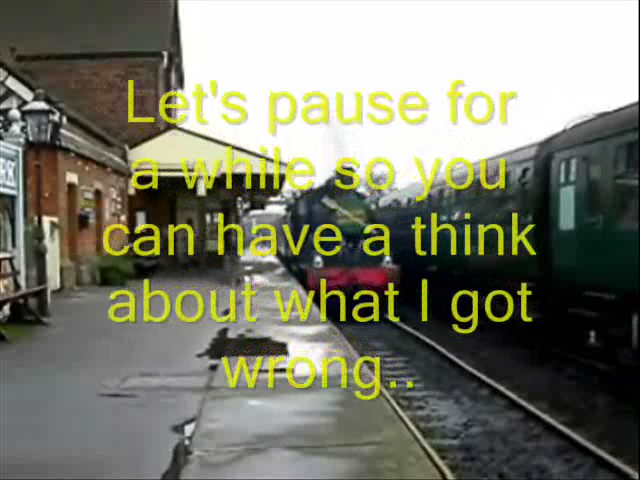 Let's pause for
a while so you
can have a think
about what I got
wrong..